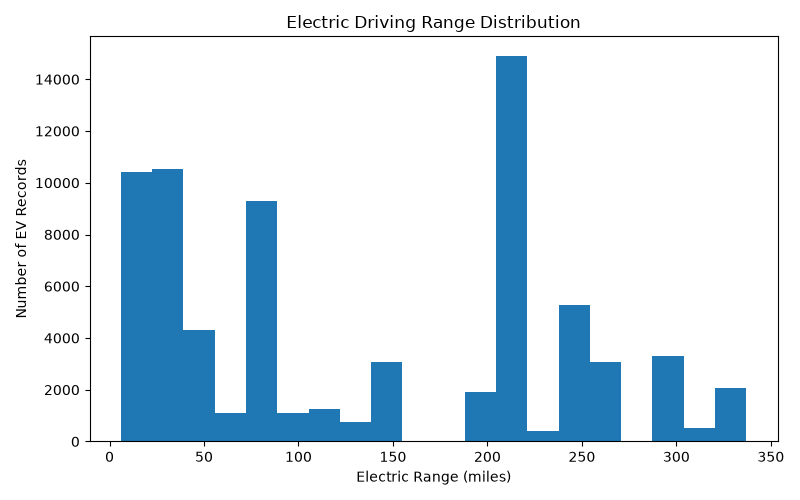 Electric Driving Range Distribution
Number of EV Records
14000
12000
10000
8000
6000
4000
2000
0
0 50 100 150 200 250 300 350
Electric Range (miles)